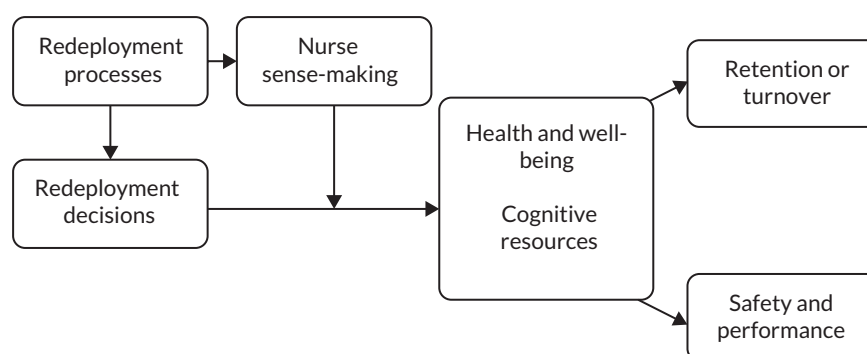 Redeployment
processes
Nurse
sense-making
Retention or
turnover
Health and well-
being
Cognitive
resources
Redeployment
decisions
Safety and
performance